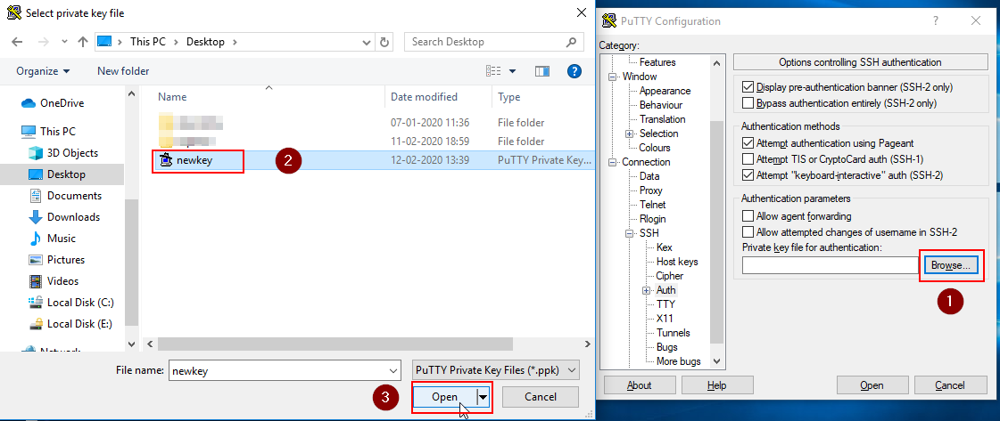 Select private key file
This PC > Desktop >
Search Desktop
Organize
New folder
Name
Date modified
Type
OneDrive
This PC
3D Objects
Desktop
Documents
Downloads
Music
Pictures
Videos
Local Disk (C:)
Local Disk (E:)
Network
07-01-2020 11:36
File folder
11-02-2020 18:59
File folder
newkey
2
12-02-2020 13:39
PuTTY Private Key...
File name:
newkey
PuTTY Private Key Files (*.ppk)
3
Open
Cancel
PuTTY Configuration
?
Category:
Features
Window
Appearance
Behaviour
Translation
Selection
Colours
Connection
Data
Proxy
Telnet
Rlogin
SSH
Kex
Host keys
Cipher
Auth
TTY
X11
Tunnels
Bugs
More bugs
Options controlling SSH authentication
Display pre-authentication banner (SSH-2 only)
Bypass authentication entirely (SSH-2 only)
Authentication methods
Attempt authentication using Pageant
Attempt TIS or CryptoCard auth (SSH-1)
Attempt "keyboard-interactive" auth (SSH-2)
Authentication parameters
Allow agent forwarding
Allow attempted changes of username in SSH-2
Private key file for authentication:
Browse...
1
About
Help
Open
Cancel